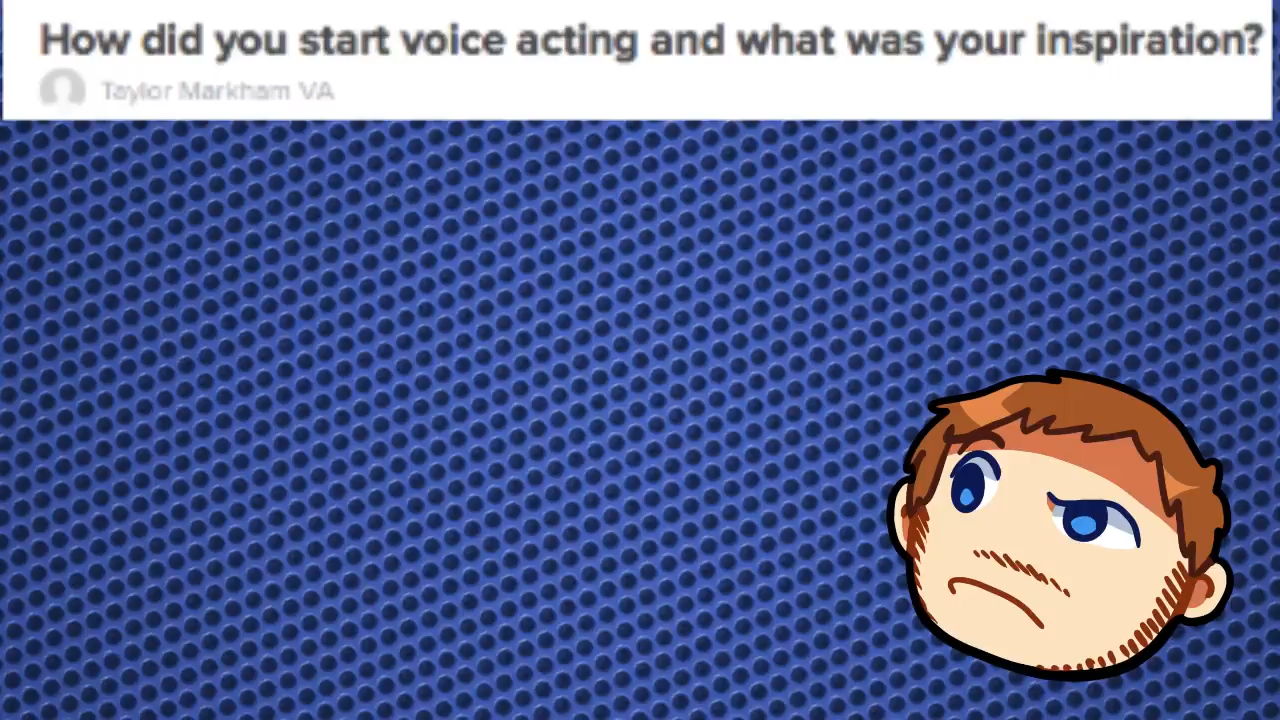 How did you start voice acting and what was your inspiration?
Taylor Markham VA